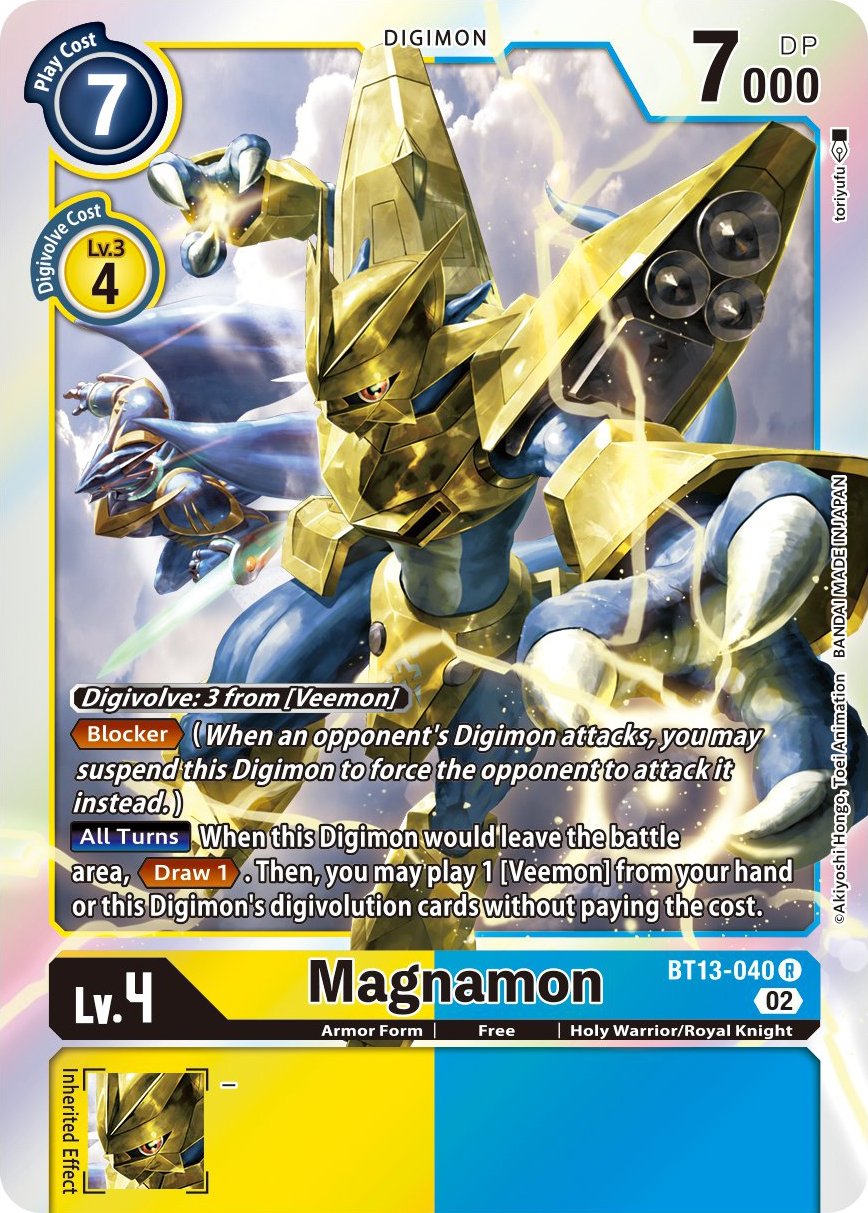 DIGIMON
Play Cost
7
7000
DP
Digivolve Cost
Lv.3
4
toriyufu
Digivolve: 3 from [Veemon]
Blocker (When an opponent's Digimon attacks, you may
suspend this Digimon to force the opponent to attack it
instead.)
All Turns When this Digimon would leave the battle
area, Draw 1. Then, you may play 1 [Veemon] from your hand
or this Digimon's digivolution cards without paying the cost.
©Akiyoshi Hongo, Toei Animation BANDAI MADE IN JAPAN
Lv.4
Magnamon
BT13-040 R
02
Armor Form | Free | Holy Warrior/Royal Knight
Inherited Effect
–